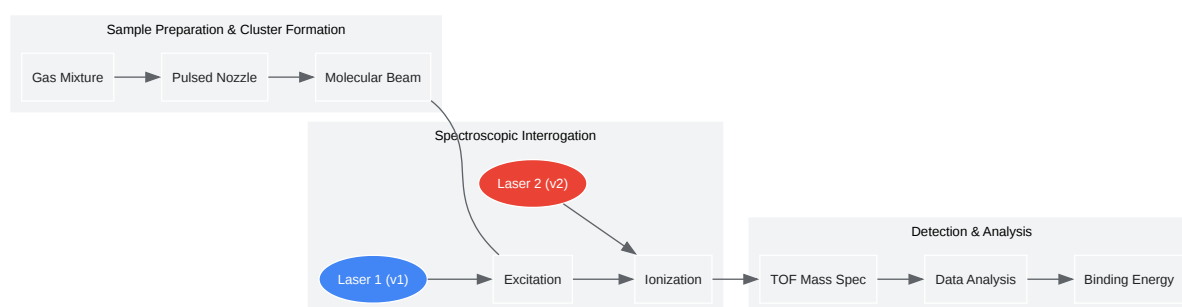 Sample Preparation & Cluster Formation
Gas Mixture
Pulsed Nozzle
Molecular Beam
Spectroscopic Interrogation
Laser 2 (v2)
Laser 1 (v1)
Excitation
Ionization
Detection & Analysis
TOF Mass Spec
Data Analysis
Binding Energy